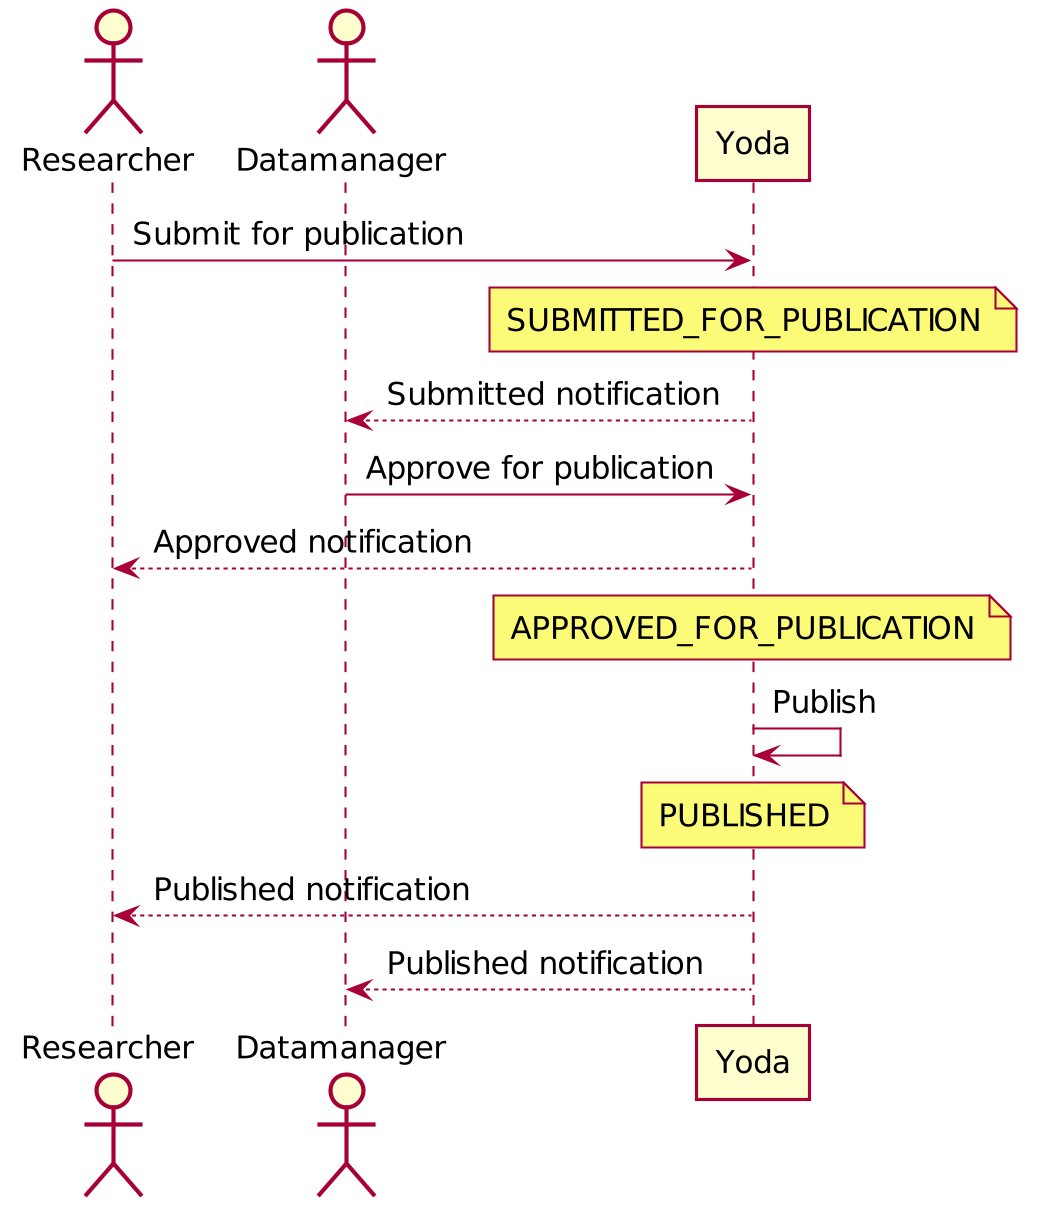 Researcher
Datamanager
Yoda
Submit for publication
SUBMITTED_FOR_PUBLICATION
Submitted notification
Approve for publication
Approved notification
APPROVED_FOR_PUBLICATION
Publish
PUBLISHED
Published notification
Published notification
Researcher
Datamanager
Yoda